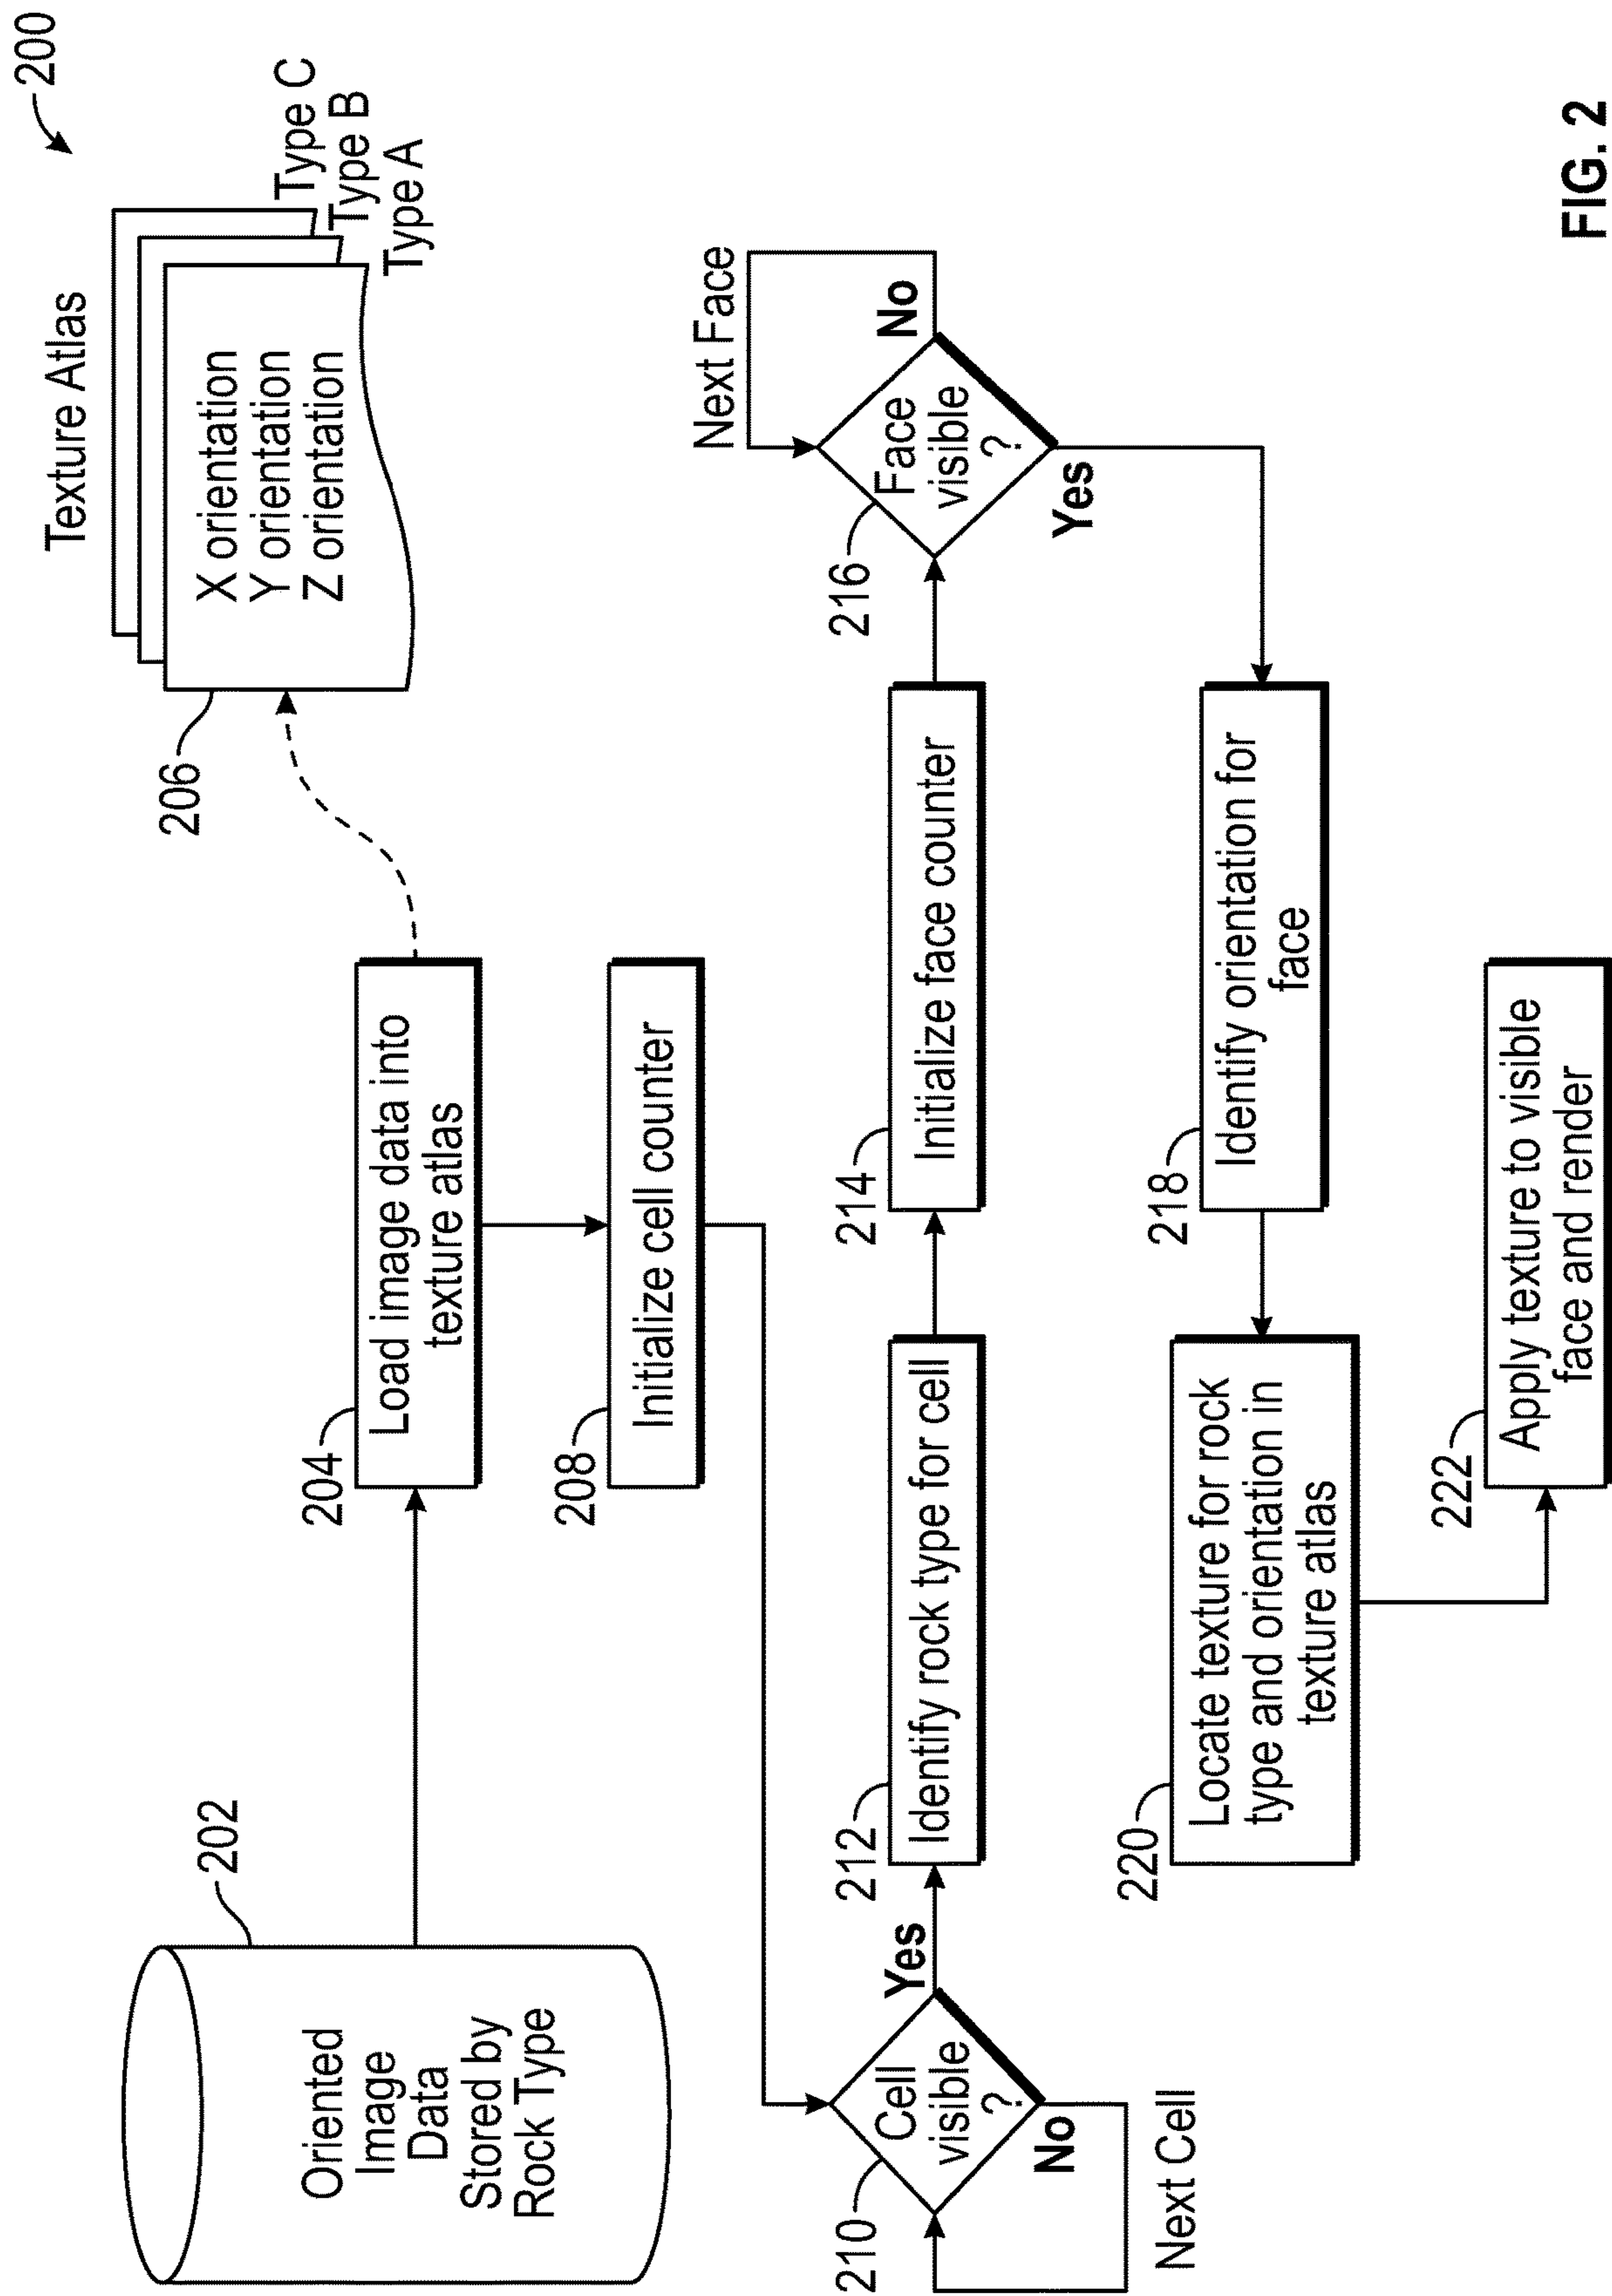 200
Texture Atlas
X orientation
Y orientation
Z orientation
Type C
Type B
Type A
206
202
Oriented
Image
Data
Stored by
Rock Type
204
Load image data into
texture atlas
208
Initialize cell counter
210
Cell
visible
?
Yes
No
Next Cell
212
Identify rock type for cell
214
Initialize face counter
216
Face
visible
?
No
Next Face
Yes
218
Identify orientation for
face
220
Locate texture for rock
type and orientation in
texture atlas
222
Apply texture to visible
face and render
FIG. 2